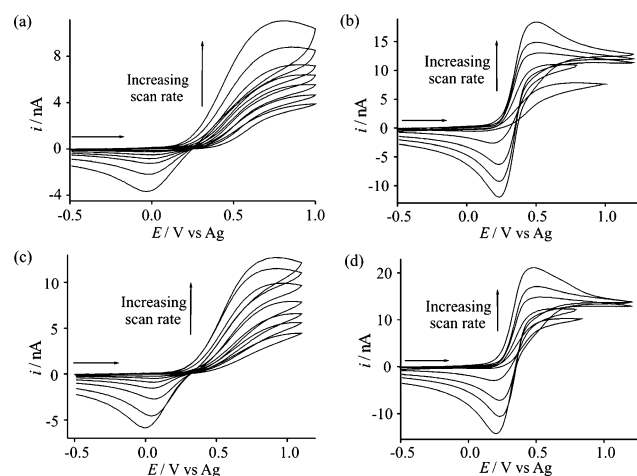 (a)
Increasing
scan rate
i / nA
8
4
0
-4
-0.5
0.0
0.5
1.0
E / V vs Ag
(b)
Increasing
scan rate
i / nA
20
15
10
5
0
-5
-10
-0.5
0.0
0.5
1.0
E / V vs Ag
(c)
Increasing
scan rate
i / nA
10
5
0
-5
-0.5
0.0
0.5
1.0
E / V vs Ag
(d)
Increasing
scan rate
i / nA
20
10
0
-10
-0.5
0.0
0.5
1.0
E / V vs Ag